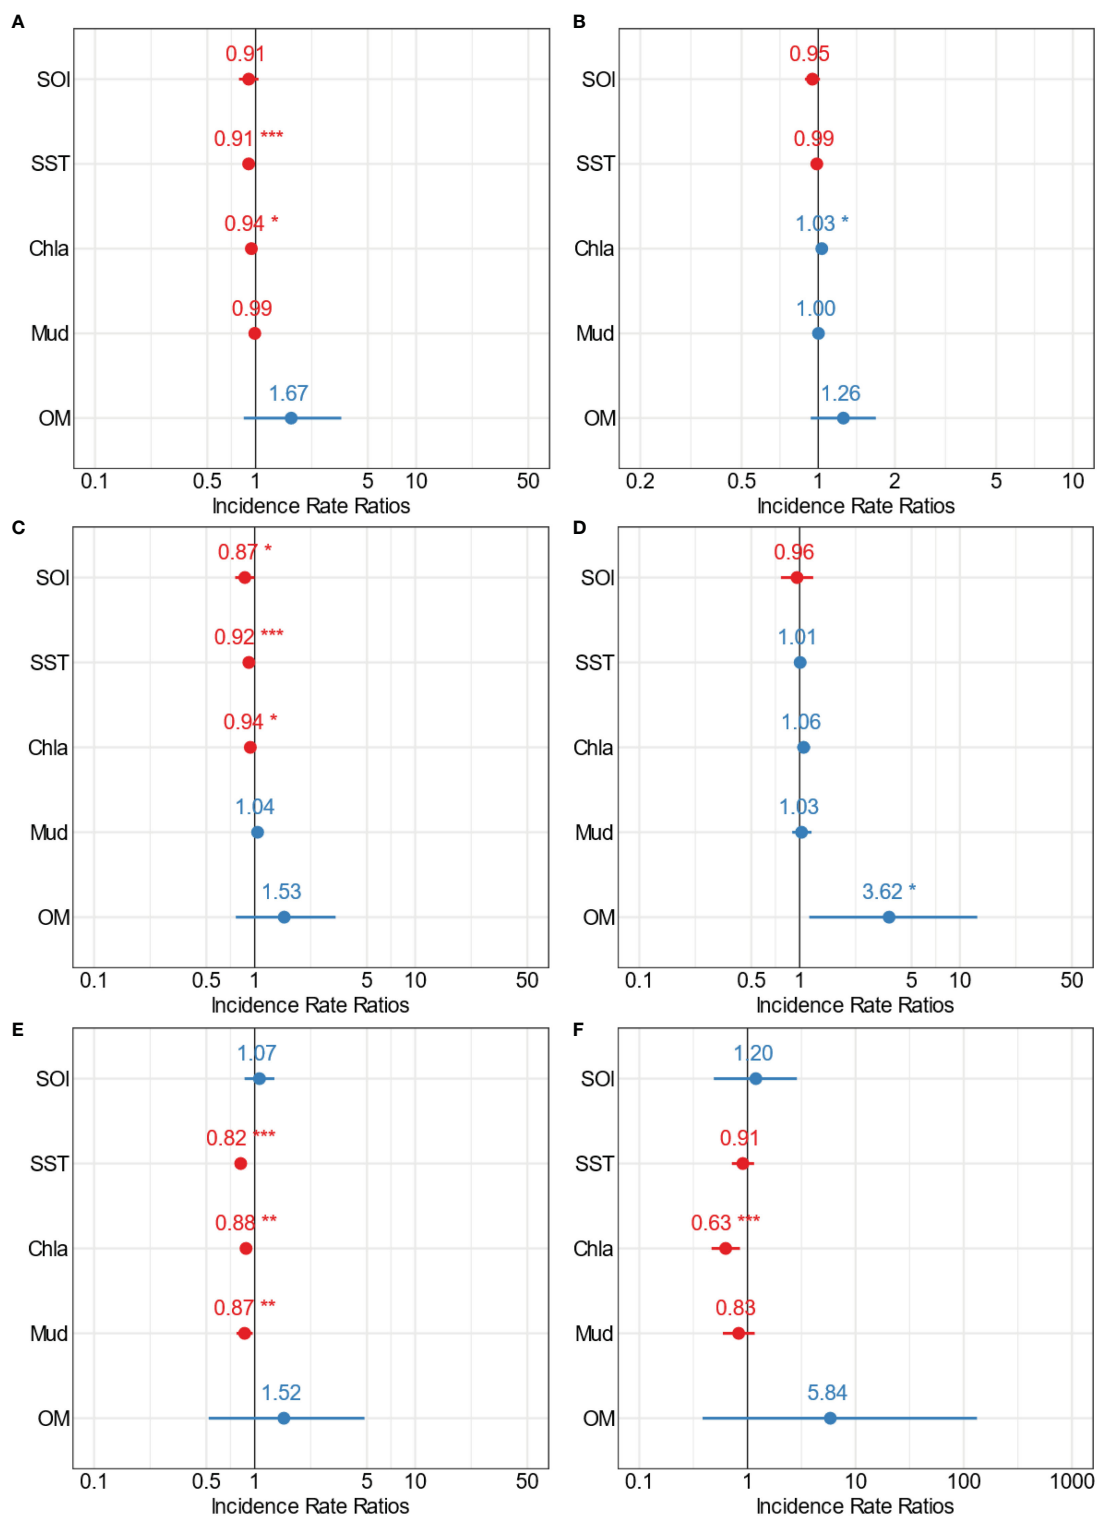 A
0.91
SOI
0.91 ***
SST
0.94 *
Chla
0.99
Mud
1.67
OM
0.1 0.5 1 5 10 50
Incidence Rate Ratios
B
0.95
SOI
0.99
SST
1.03 *
Chla
1.00
Mud
1.26
OM
0.2 0.5 1 2 5 10
Incidence Rate Ratios
C
0.87 *
SOI
0.92 ***
SST
0.94 *
Chla
1.04
Mud
1.53
OM
0.1 0.5 1 5 10 50
Incidence Rate Ratios
D
0.96
SOI
1.01
SST
1.06
Chla
1.03
Mud
3.62 *
OM
0.1 0.5 1 5 10 50
Incidence Rate Ratios
E
1.07
SOI
0.82 ***
SST
0.88 **
Chla
0.87 **
Mud
1.52
OM
0.1 0.5 1 5 10 50
Incidence Rate Ratios
F
1.20
SOI
0.91
SST
0.63 ***
Chla
0.83
Mud
5.84
OM
0.1 1 10 100 1000
Incidence Rate Ratios